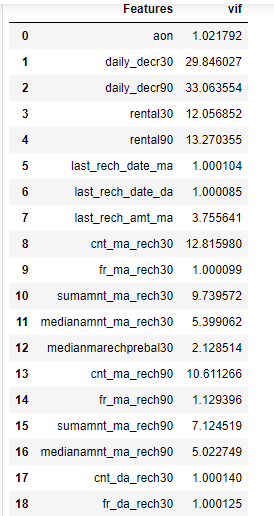 Features vif
0 aon 1.021792
1 daily_decr30 29.846027
2 daily_decr90 33.063554
3 rental30 12.056852
4 rental90 13.270355
5 last_rech_date_ma 1.000104
6 last_rech_date_da 1.000085
7 last_rech_amt_ma 3.755641
8 cnt_ma_rech30 12.815980
9 fr_ma_rech30 1.000099
10 sumamnt_ma_rech30 9.739572
11 medianamnt_ma_rech30 5.399062
12 medianmarechprebal30 2.128514
13 cnt_ma_rech90 10.611266
14 fr_ma_rech90 1.129396
15 sumamnt_ma_rech90 7.124519
16 medianamnt_ma_rech90 5.022749
17 cnt_da_rech30 1.000140
18 fr_da_rech30 1.000125